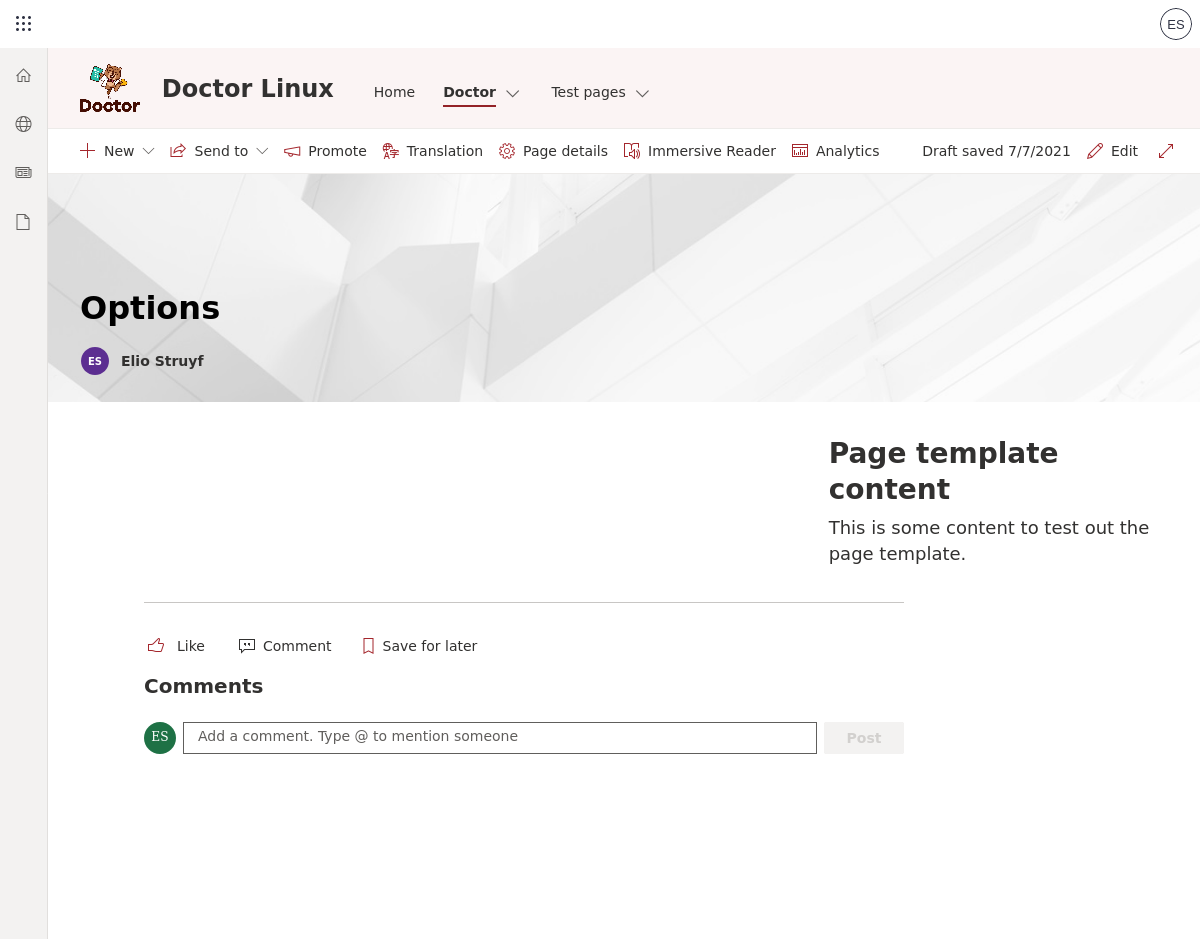 ES
Doctor
Doctor Linux
Home
Doctor
Test pages
New
Send to
Promote
Translation
Page details
Immersive Reader
Analytics
Draft saved 7/7/2021
Edit
Options
ES
Elio Struyf
Page template
content
This is some content to test out the
page template.
Like
Comment
Save for later
Comments
ES
Add a comment. Type @ to mention someone
Post